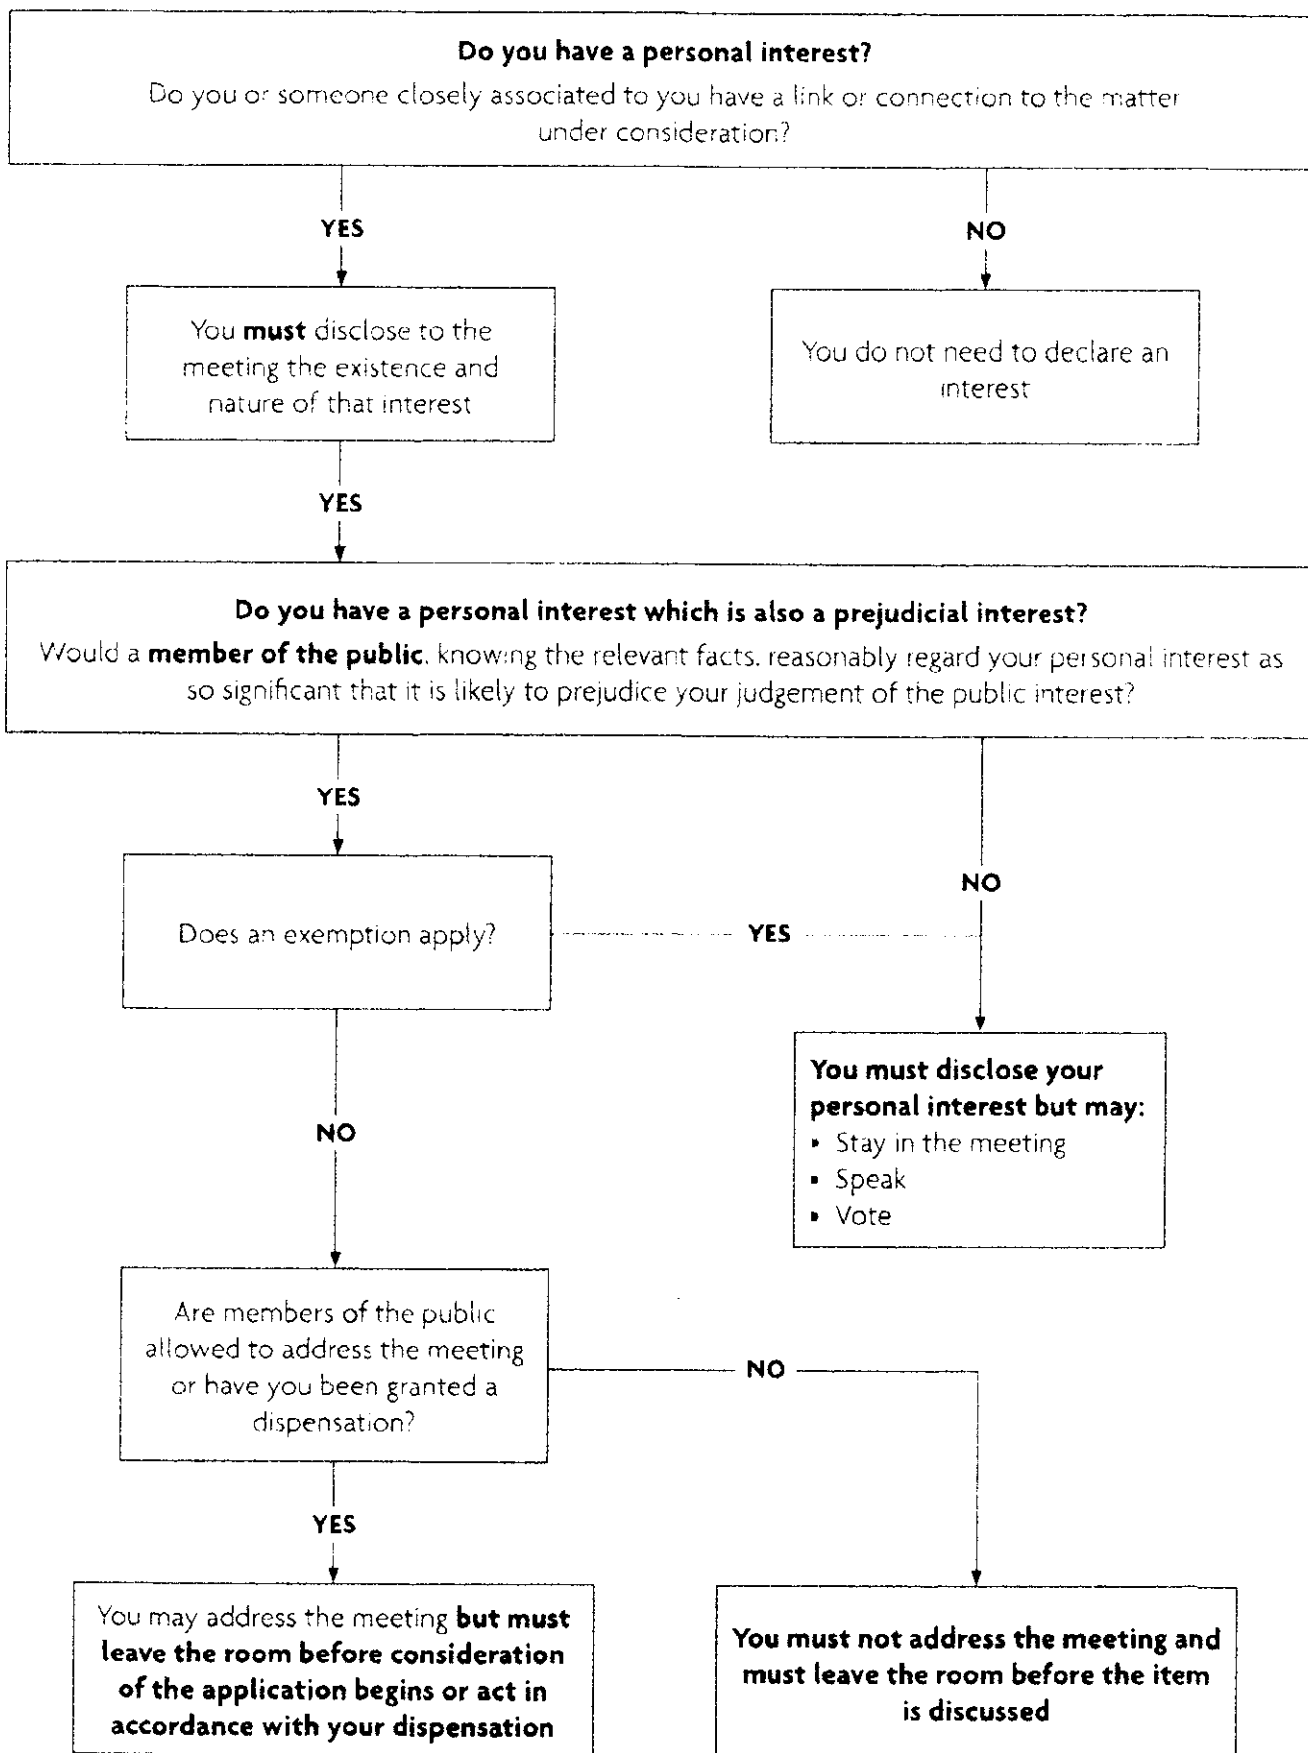 Do you have a personal interest?
Do you or someone closely associated to you have a link or connection to the matter
under consideration?
YES
NO
You must disclose to the
meeting the existence and
nature of that interest
You do not need to declare an
interest
YES
Do you have a personal interest which is also a prejudicial interest?
Would a member of the public, knowing the relevant facts, reasonably regard your personal interest as
so significant that it is likely to prejudice your judgement of the public interest?
YES
NO
Does an exemption apply?
YES
You must disclose your
personal interest but may:
• Stay in the meeting
• Speak
• Vote
NO
Are members of the public
allowed to address the meeting
or have you been granted a
dispensation?
NO
YES
You may address the meeting but must
leave the room before consideration
of the application begins or act in
accordance with your dispensation
You must not address the meeting and
must leave the room before the item
is discussed